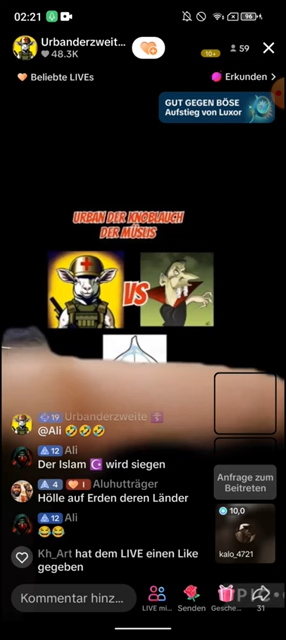 02:21
96
Urbanderzweit...
48.3K
10+
59
Beliebte LIVEs
Erkunden
GUT GEGEN BÖSE
Aufstieg von Luxor
URBAN DER KNOBLAUCH
DER MÜSLIS
VS
19 Urbanderzweite
@Ali 🤣🤣🤣
12 Ali
Der Islam ☪️ wird siegen
4 1 Aluhutträger
Hölle auf Erden deren Länder
12 Ali
😂😂
Kh_Art hat dem LIVE einen Like
gegeben
Anfrage zum
Beitreten
10,0
kalo_4721
Kommentar hinz...
LIVE mi...
Senden
Gesche...
31